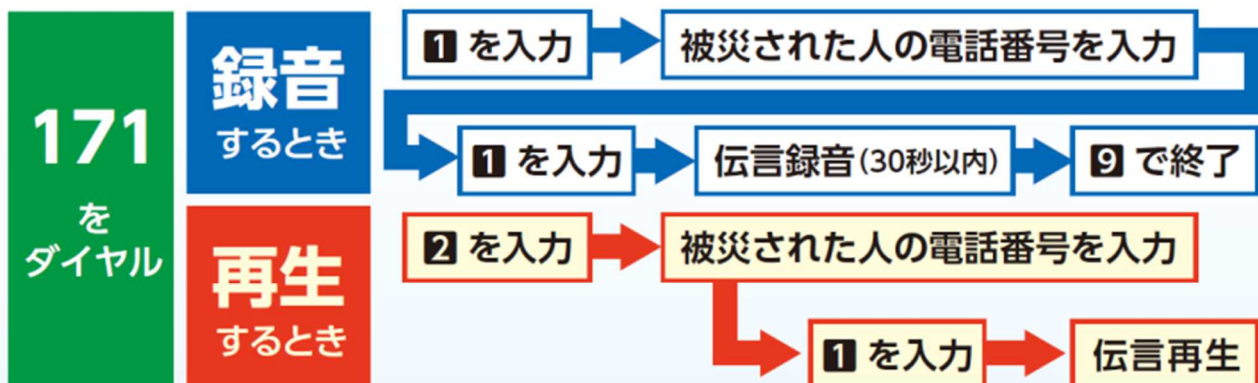 171
を
ダイヤル
録音
するとき
1 を入力
被災された人の電話番号を入力
1 を入力
伝言録音(30秒以内)
9 で終了
再生
するとき
2 を入力
被災された人の電話番号を入力
1 を入力
伝言再生